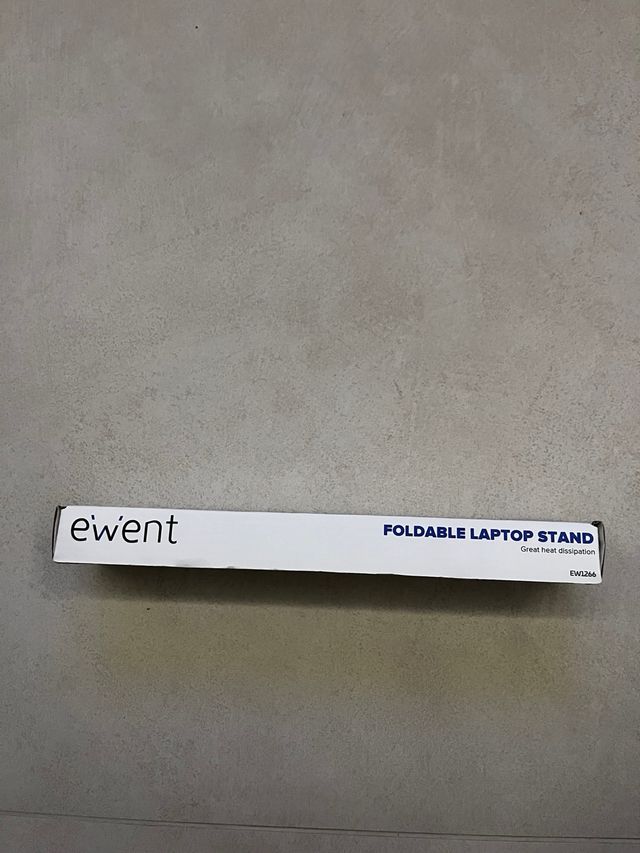 ewent
FOLDABLE LAPTOP STAND
Great heat dissipation
EW1266